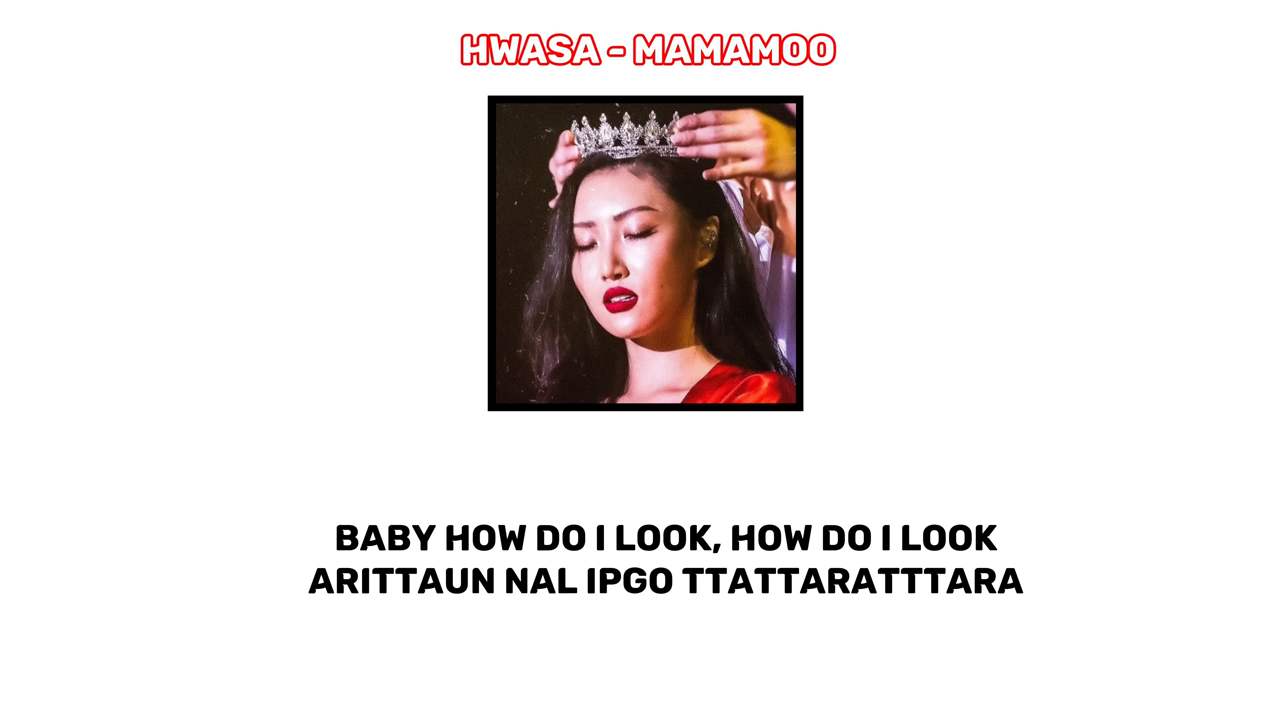 HWASA - MAMAMOO
BABY HOW DO I LOOK, HOW DO I LOOK
ARITTAUN NAL IPGO TTATTARATTTARA